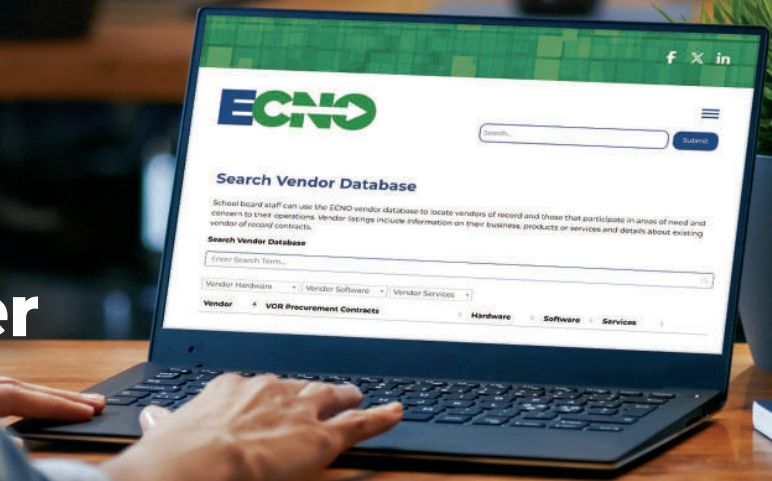 f X in
ECNO
Search...
Submit
Search Vendor Database
School board staff can use the ECNO vendor database to locate vendors of record and those that participate in areas of need and
concern to their operations. Vendor listings include information on their business, products or services and details about existing
vendor of record contracts.
Search Vendor Database
Enter Search Term...
Vendor Hardware Vendor Software Vendor Services
Vendor VOR Procurement Contracts Hardware Software Services
er